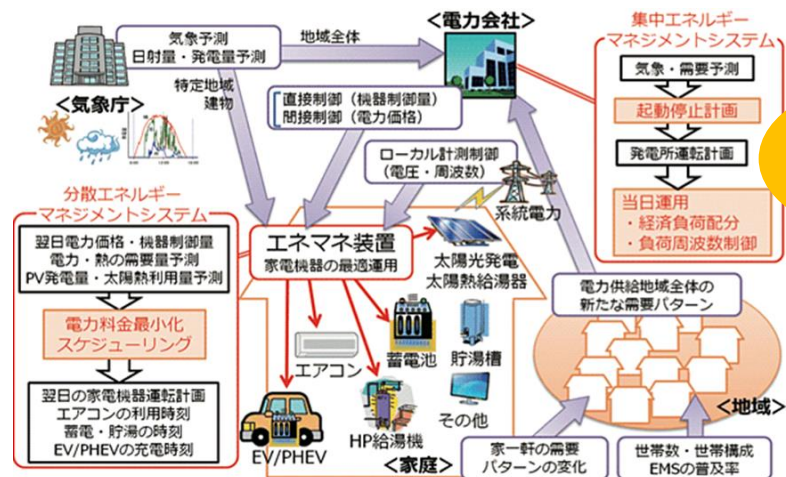 <電力会社>
気象予測
日射量・発電量予測
地域全体
特定地域
建物
<気象庁>
直接制御（機器制御量）
間接制御（電力価格）
ローカル計測制御
（電圧・周波数）
系統電力
集中エネルギー
マネジメントシステム
気象・需要予測
起動停止計画
発電所運転計画
当日運用
・経済負荷配分
・負荷周波数制御
分散エネルギー
マネジメントシステム
翌日電力価格・機器制御量
電力・熱の需要量予測
PV発電量・太陽熱利用量予測
電力料金最小化
スケジューリング
翌日の家電機器運転計画
エアコンの利用時刻
蓄電・貯湯の時刻
EV/PHEVの充電時刻
エネマネ装置
家電機器の最適運用
太陽光発電
太陽熱給湯器
エアコン
蓄電池
貯湯槽
EV/PHEV
HP給湯機
その他
<家庭>
電力供給地域全体の
新たな需要パターン
<地域>
家一軒の需要
パターンの変化
世帯数・世帯構成
EMSの普及率